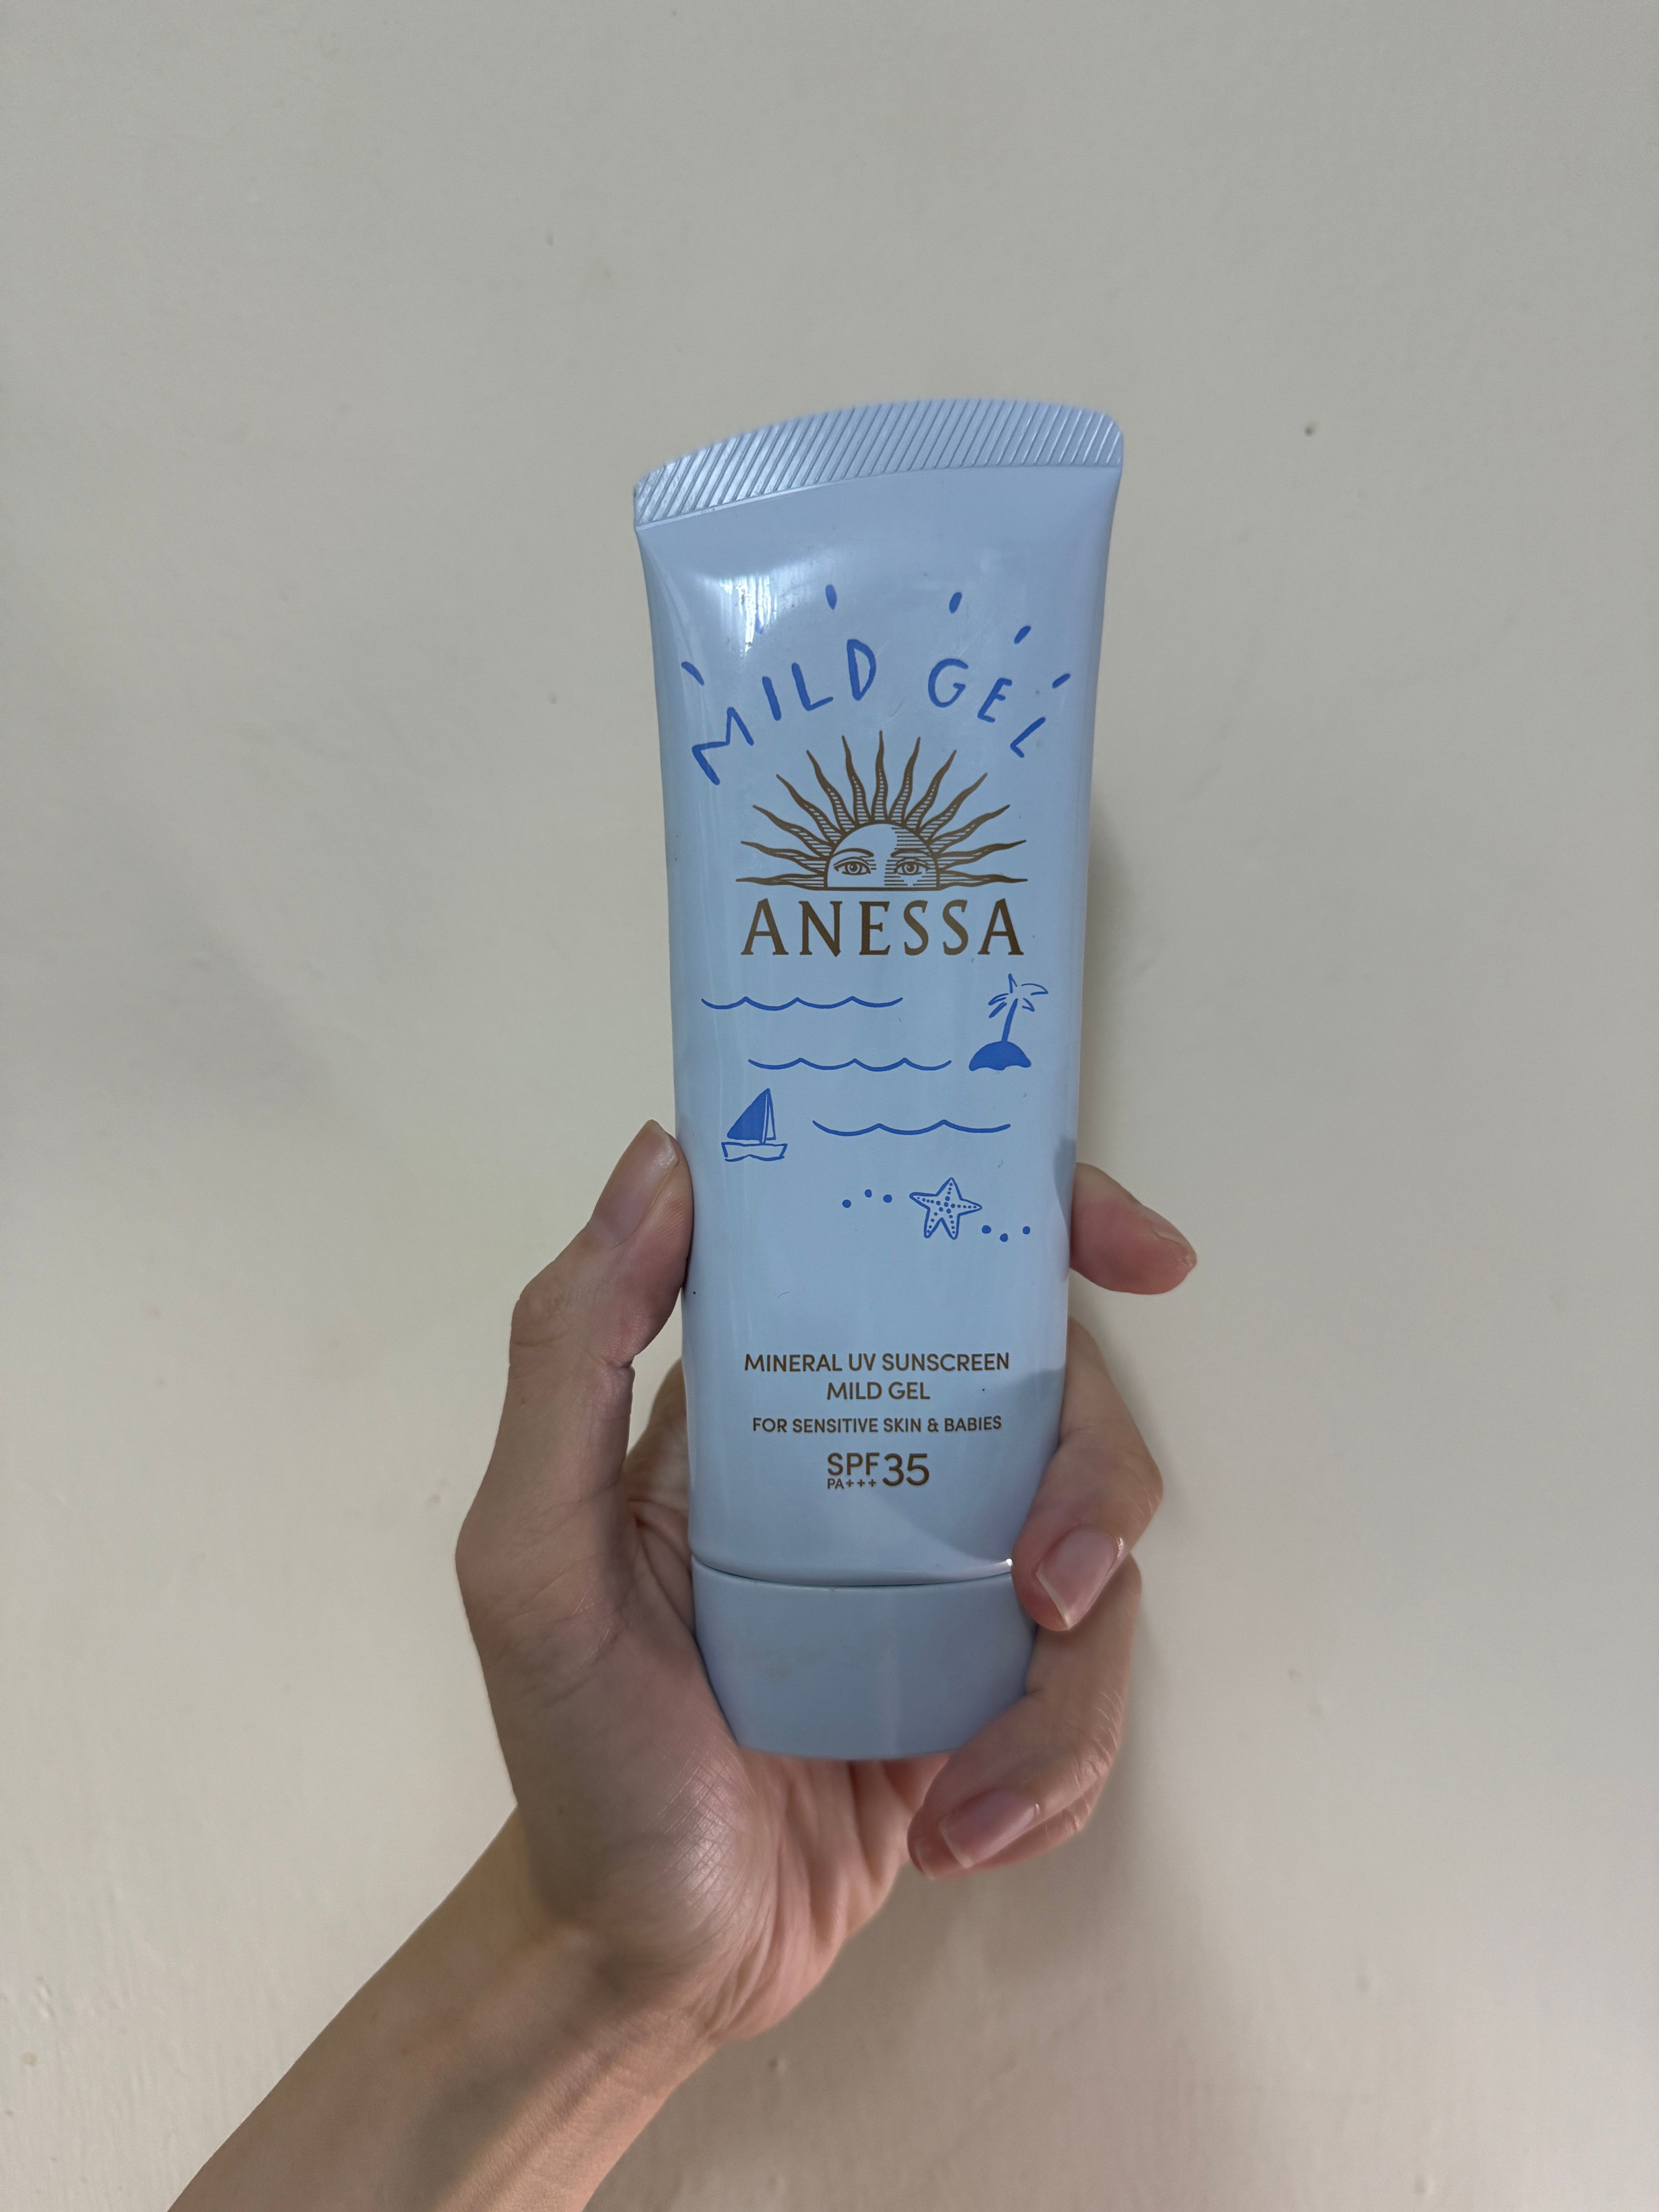 MILD GEL
ANESSA
MINERAL UV SUNSCREEN
MILD GEL
FOR SENSITIVE SKIN & BABIES
SPF35
PA+++